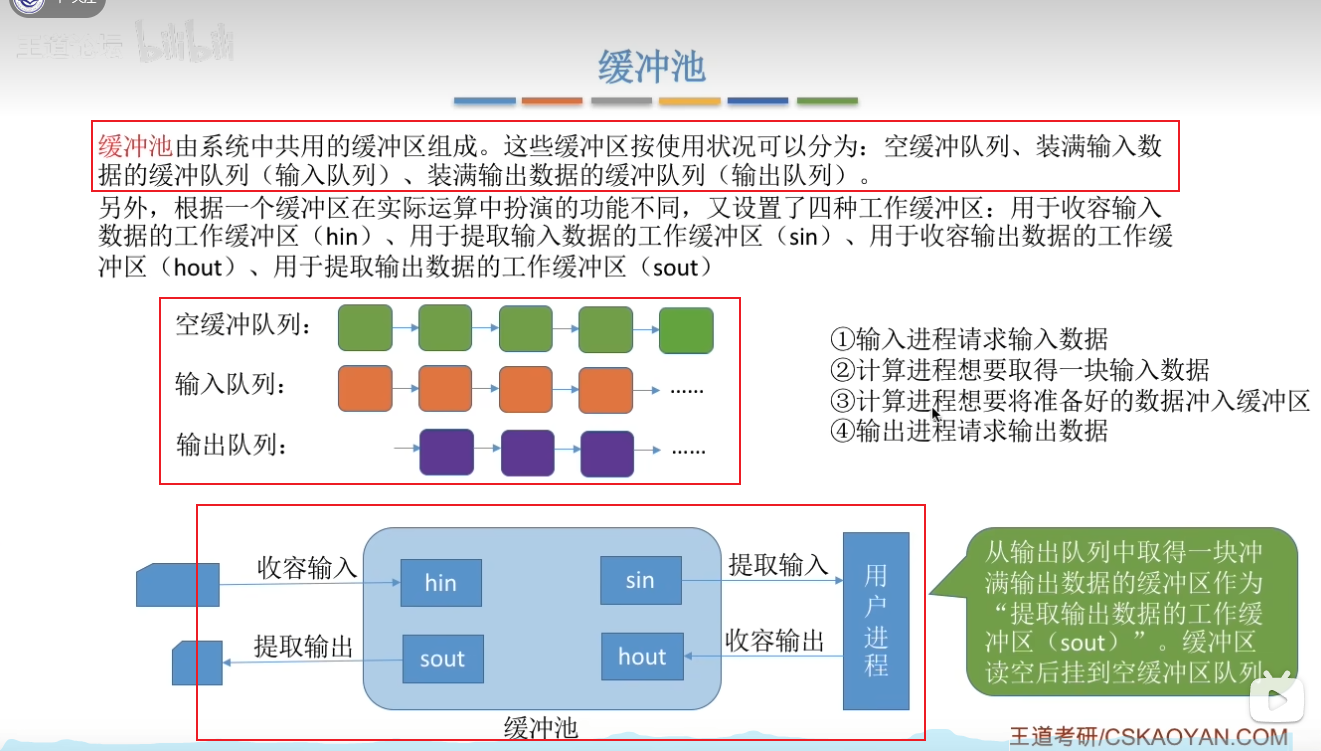 王道论坛 bilibili
缓冲池
缓冲池由系统中共用的缓冲区组成。这些缓冲区按使用状况可以分为：空缓冲队列、装满输入数
据的缓冲队列（输入队列）、装满输出数据的缓冲队列（输出队列）。
另外，根据一个缓冲区在实际运算中扮演的功能不同，又设置了四种工作缓冲区：用于收容输入
数据的工作缓冲区（hin）、用于提取输入数据的工作缓冲区（sin）、用于收容输出数据的工作缓
冲区（hout）、用于提取输出数据的工作缓冲区（sout）
空缓冲队列：
输入队列：
……
输出队列：
……
①输入进程请求输入数据
②计算进程想要取得一块输入数据
③计算进程想要将准备好的数据冲入缓冲区
④输出进程请求输出数据
收容输入
hin
sin
提取输入
提取输出
sout
hout
收容输出
用户进程
缓冲池
从输出队列中取得一块冲
满输出数据的缓冲区作为
“提取输出数据的工作缓
冲区（sout）”。缓冲区
读空后挂到空缓冲区队列
王道考研/CSKAOYAN.COM